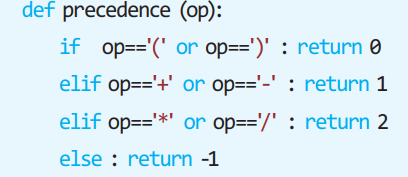 def precedence (op):
    if  op=='(' or op==')' : return 0
    elif op=='+' or op=='-' : return 1
    elif op=='*' or op=='/' : return 2
    else : return -1